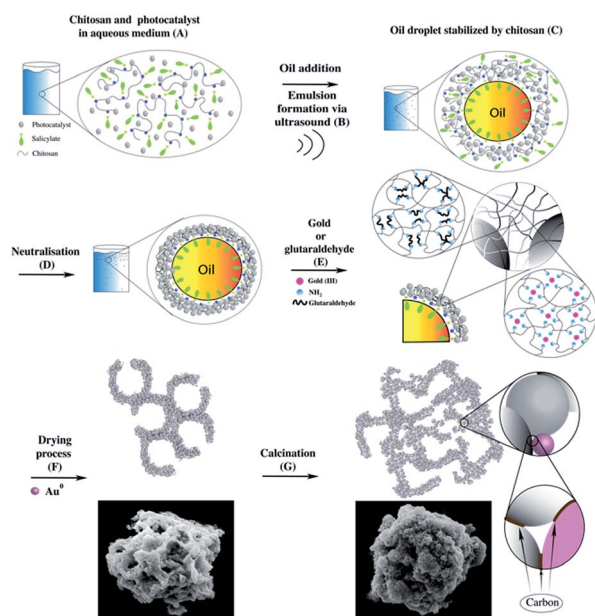 Chitosan and photocatalyst
in aqueous medium (A)
Oil addition
Emulsion
formation via
ultrasound (B)
Oil droplet stabilized by chitosan (C)
Photocatalyst
Salicylate
Chitosan
Oil
Neutralisation
(D)
Oil
Gold
or
glutaraldehyde
(E)
Gold (III)
NH2
Glutaraldehyde
Drying
process
(F)
Au0
Calcination
(G)
Carbon